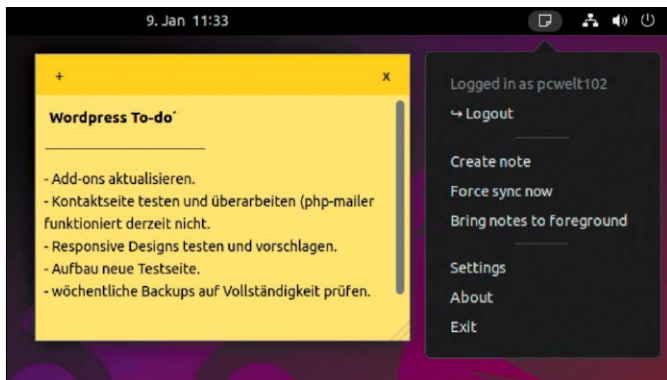 9. Jan 11:33
+ x
Wordpress To-do´
- Add-ons aktualisieren.
- Kontaktseite testen und überarbeiten (php-mailer
funktioniert derzeit nicht.
- Responsive Designs testen und vorschlagen.
- Aufbau neue Testseite.
- wöchentliche Backups auf Vollständigkeit prüfen.
Logged in as pcwelt102
↪ Logout
Create note
Force sync now
Bring notes to foreground
Settings
About
Exit